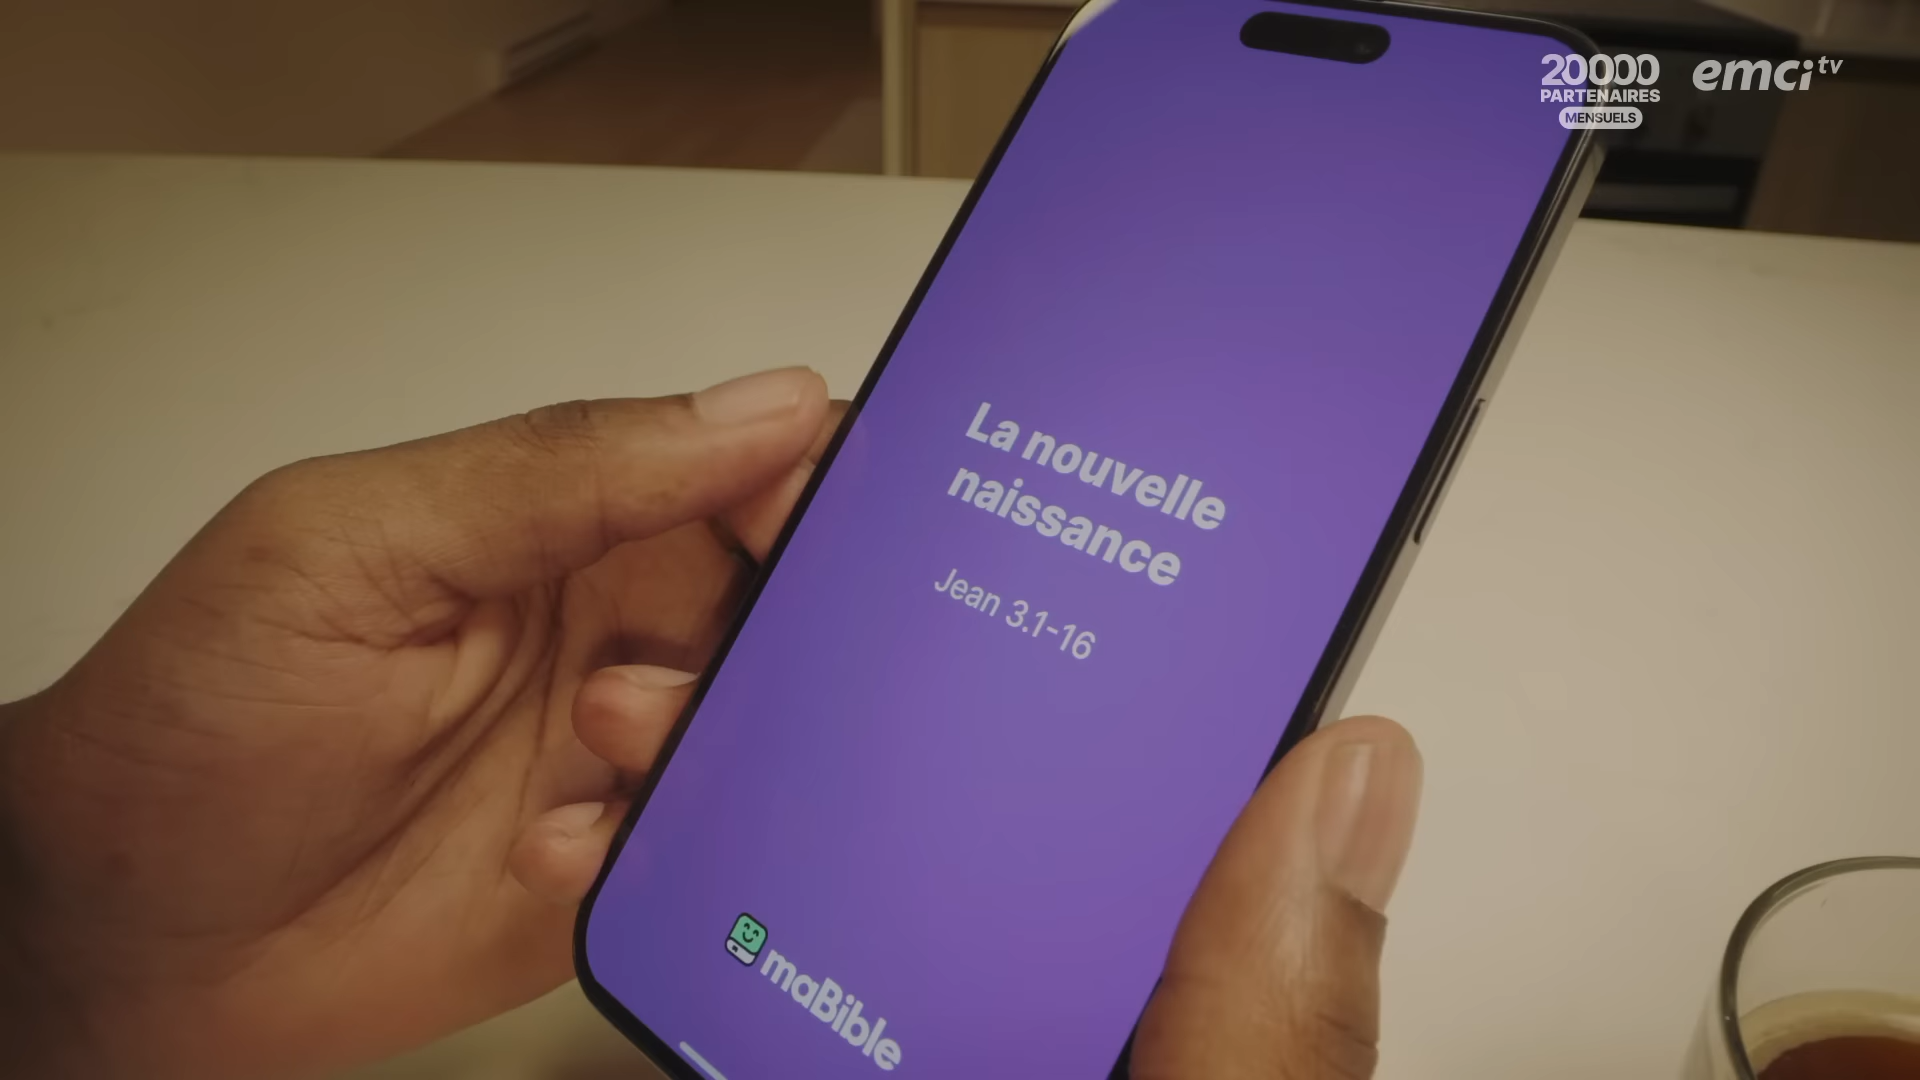 20000
PARTENAIRES
MENSUELS
emci tv
La nouvelle
naissance
Jean 3.1-16
maBible